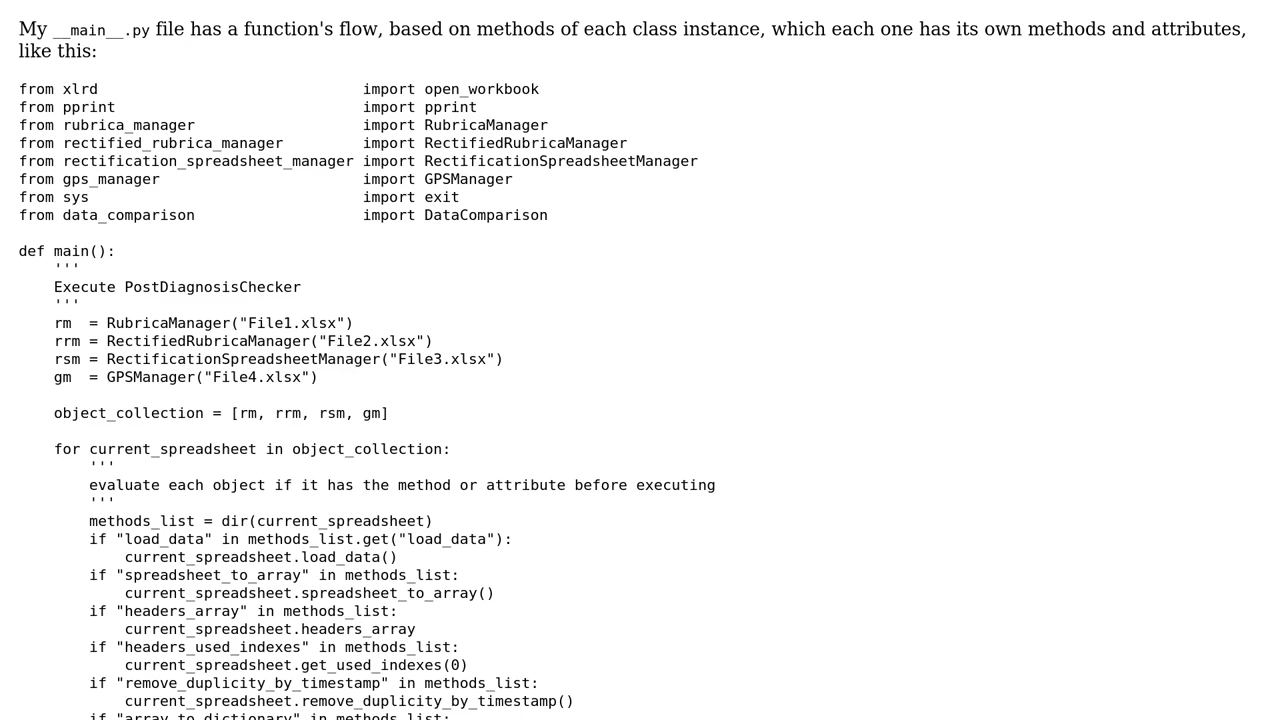 My __main__.py file has a function's flow, based on methods of each class instance, which each one has its own methods and attributes,
like this:
from xlrd                              import open_workbook
from pprint                            import pprint
from rubrica_manager                   import RubricaManager
from rectified_rubrica_manager         import RectifiedRubricaManager
from rectification_spreadsheet_manager import RectificationSpreadsheetManager
from gps_manager                       import GPSManager
from sys                               import exit
from data_comparison                   import DataComparison
def main():
    '''
    Execute PostDiagnosisChecker
    '''
    rm  = RubricaManager("File1.xlsx")
    rrm = RectifiedRubricaManager("File2.xlsx")
    rsm = RectificationSpreadsheetManager("File3.xlsx")
    gm  = GPSManager("File4.xlsx")
    object_collection = [rm, rrm, rsm, gm]
    for current_spreadsheet in object_collection:
        '''
        evaluate each object if it has the method or attribute before executing
        '''
        methods_list = dir(current_spreadsheet)
        if "load_data" in methods_list.get("load_data"):
            current_spreadsheet.load_data()
        if "spreadsheet_to_array" in methods_list:
            current_spreadsheet.spreadsheet_to_array()
        if "headers_array" in methods_list:
            current_spreadsheet.headers_array
        if "headers_used_indexes" in methods_list:
            current_spreadsheet.get_used_indexes(0)
        if "remove_duplicity_by_timestamp" in methods_list:
            current_spreadsheet.remove_duplicity_by_timestamp()
        if "array_to_dictionary" in methods_list: